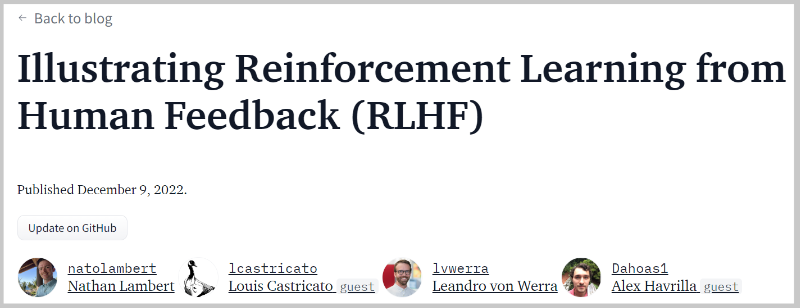 ← Back to blog
Illustrating Reinforcement Learning from
Human Feedback (RLHF)
Published December 9, 2022.
Update on GitHub
natolambert lcastricato lvwerra Dahoas1
Nathan Lambert Louis Castricato guest Leandro von Werra Alex Havrilla guest